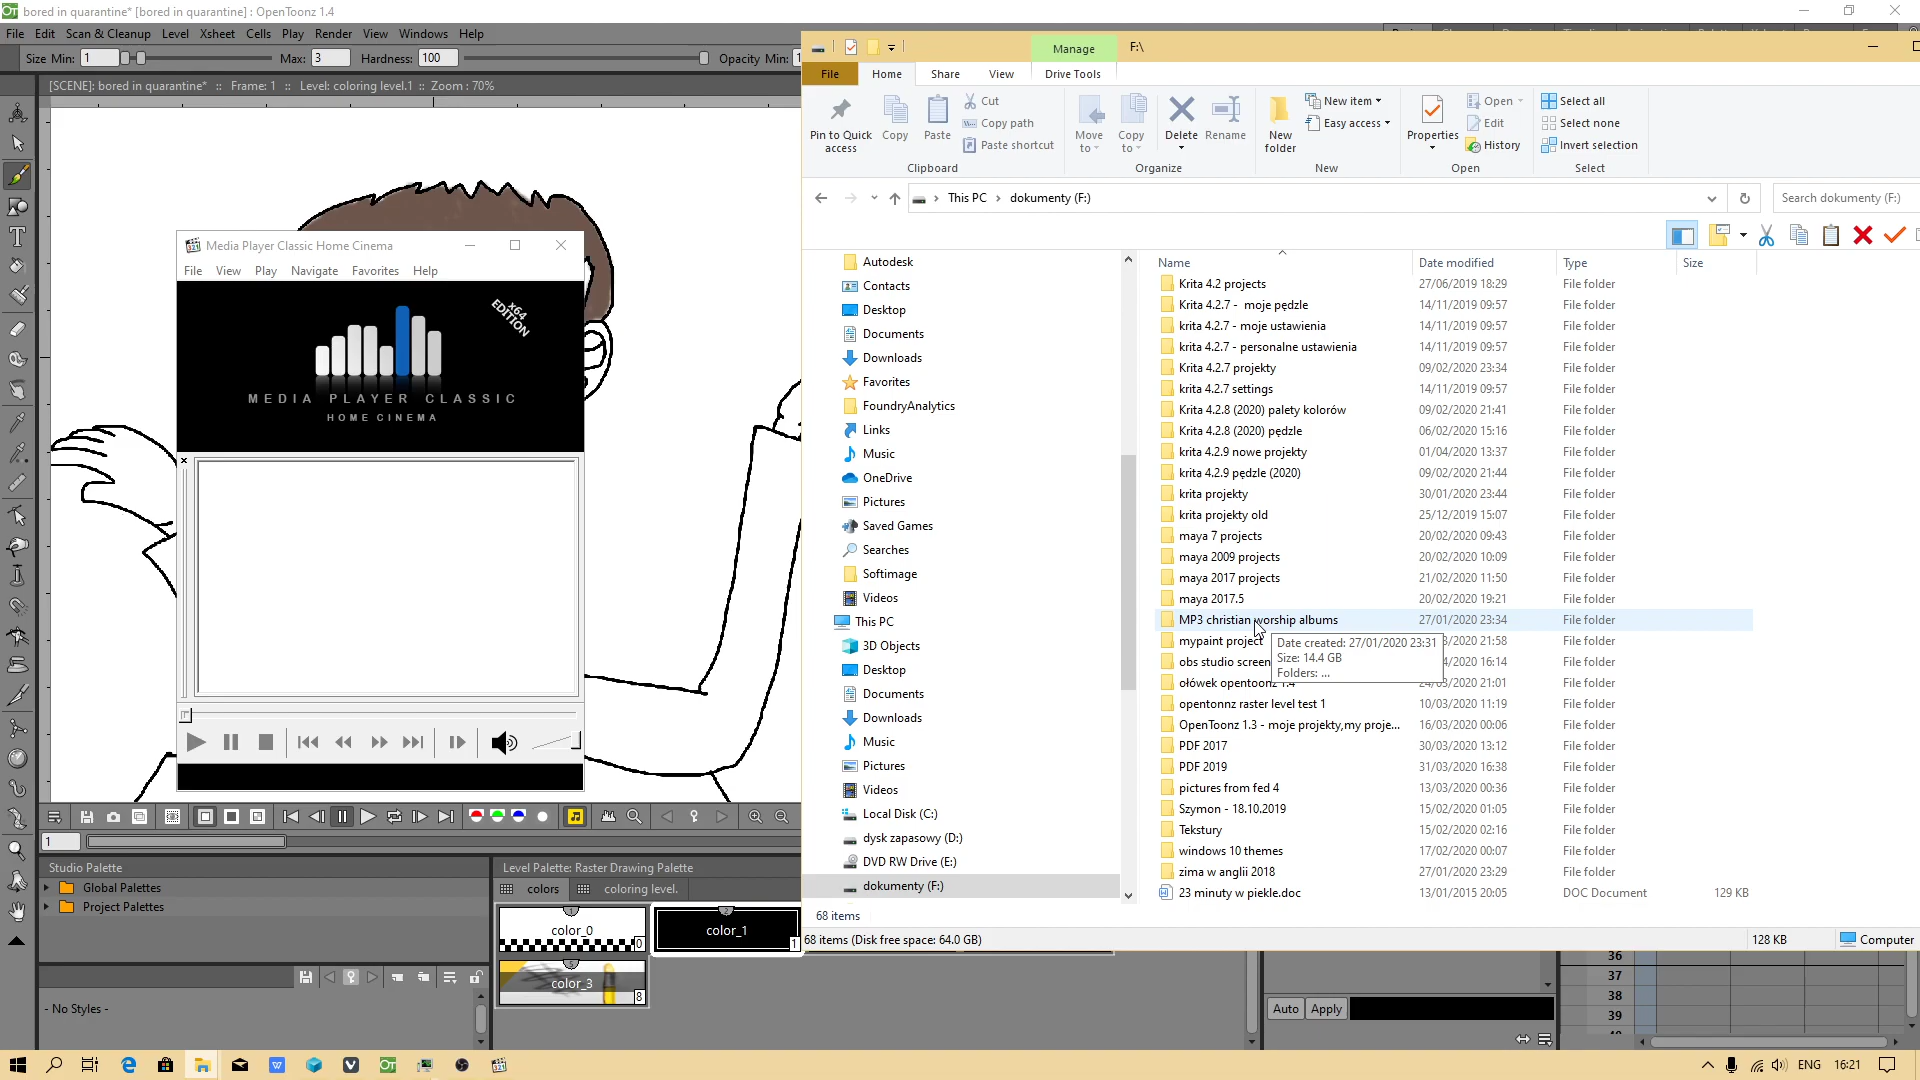 bored in quarantine* [bored in quarantine] : OpenToonz 1.4
File Edit Scan & Cleanup Level Xsheet Cells Play Render View Windows Help
Size Min: 1 Max: 3 Hardness: 100 Opacity Min:
[SCENE]: bored in quarantine* :: Frame: 1 :: Level: coloring level.1 :: Zoom : 70%
Media Player Classic Home Cinema
File View Play Navigate Favorites Help
x64
EDITION
MEDIA PLAYER CLASSIC
HOME CINEMA
1
Studio Palette
Global Palettes
Project Palettes
- No Styles -
Level Palette: Raster Drawing Palette
colors coloring level.
1 color_0 0
2 color_1 1
5 color_3 8
Manage F:\
File Home Share View Drive Tools
Pin to Quick access
Copy
Paste
Cut
Copy path
Paste shortcut
Clipboard
Move to
Copy to
Delete
Rename
Organize
New folder
New item
Easy access
New
Properties
Open
Edit
History
Open
Select all
Select none
Invert selection
Select
This PC dokumenty (F:)
Search dokumenty (F:)
Autodesk
Contacts
Desktop
Documents
Downloads
Favorites
FoundryAnalytics
Links
Music
OneDrive
Pictures
Saved Games
Searches
Softimage
Videos
This PC
3D Objects
Desktop
Documents
Downloads
Music
Pictures
Videos
Local Disk (C:)
dysk zapasowy (D:)
DVD RW Drive (E:)
dokumenty (F:)
Name Date modified Type Size
Krita 4.2 projects 27/06/2019 18:29 File folder
Krita 4.2.7 - moje pędzle 14/11/2019 09:57 File folder
krita 4.2.7 - moje ustawienia 14/11/2019 09:57 File folder
krita 4.2.7 - personalne ustawienia 14/11/2019 09:57 File folder
Krita 4.2.7 projekty 09/02/2020 23:34 File folder
krita 4.2.7 settings 14/11/2019 09:57 File folder
Krita 4.2.8 (2020) palety kolorów 09/02/2020 21:41 File folder
Krita 4.2.8 (2020) pędzle 06/02/2020 15:16 File folder
krita 4.2.9 nowe projekty 01/04/2020 13:37 File folder
krita 4.2.9 pędzle (2020) 09/02/2020 21:44 File folder
krita projekty 30/01/2020 23:44 File folder
krita projekty old 25/12/2019 15:07 File folder
maya 7 projects 20/02/2020 09:43 File folder
maya 2009 projects 20/02/2020 10:09 File folder
maya 2017 projects 21/02/2020 11:50 File folder
maya 2017.5 20/02/2020 19:21 File folder
MP3 christian worship albums 27/01/2020 23:34 File folder
mypaint project 21:58 File folder
obs studio screen 16:14 File folder
ołówek opentoonz 1.4 24/03/2020 21:01 File folder
opentonnz raster level test 1 10/03/2020 11:19 File folder
OpenToonz 1.3 - moje projekty,my proje... 16/03/2020 00:06 File folder
PDF 2017 30/03/2020 13:12 File folder
PDF 2019 31/03/2020 16:38 File folder
pictures from fed 4 13/03/2020 00:36 File folder
Szymon - 18.10.2019 15/02/2020 01:05 File folder
Tekstury 15/02/2020 02:16 File folder
windows 10 themes 17/02/2020 00:07 File folder
zima w anglii 2018 27/01/2020 23:29 File folder
23 minuty w piekle.doc 13/01/2015 20:05 DOC Document 129 KB
Date created: 27/01/2020 23:31
Size: 14.4 GB
Folders: ...
68 items
68 items (Disk free space: 64.0 GB) 128 KB Computer
36
37
38
39
Auto Apply
ENG 16:21